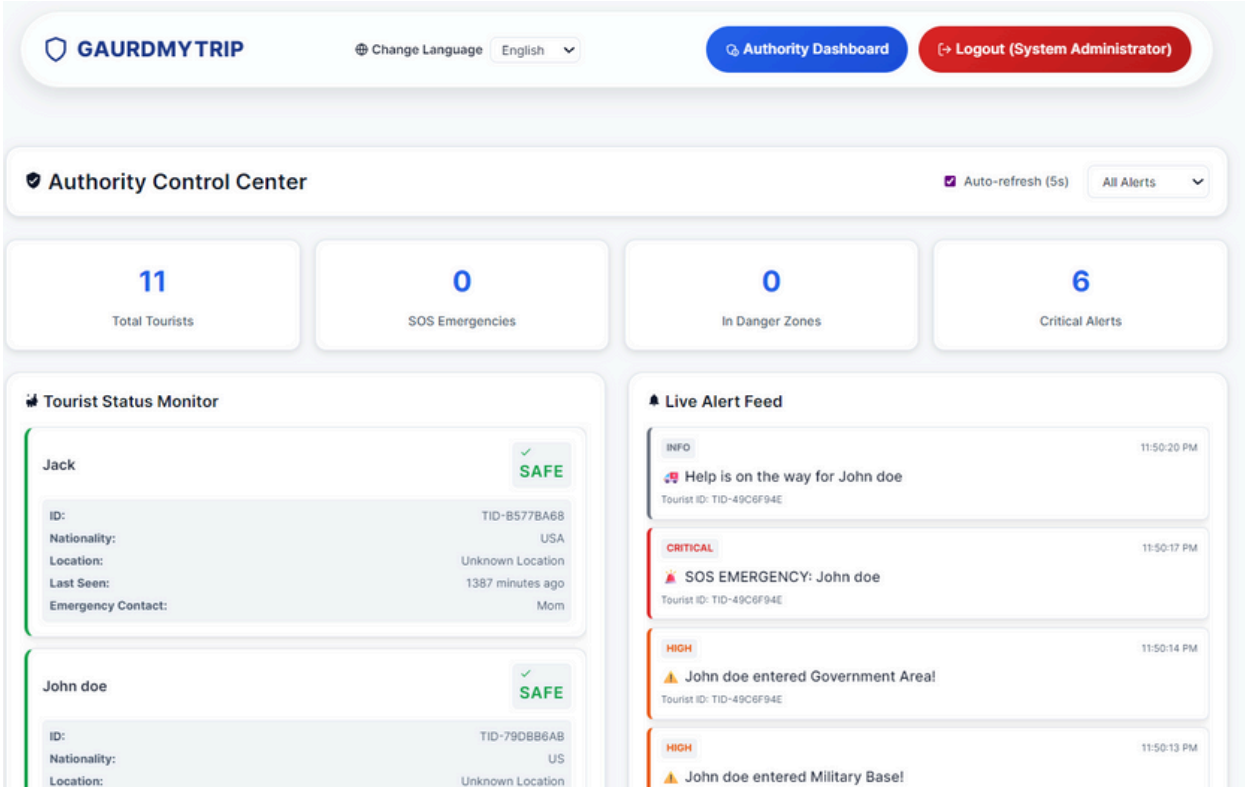 GAURDMYTRIP
Change Language English
Authority Dashboard
Logout (System Administrator)
Authority Control Center
Auto-refresh (5s)
All Alerts
11
Total Tourists
0
SOS Emergencies
0
In Danger Zones
6
Critical Alerts
Tourist Status Monitor
Jack
SAFE
ID: TID-B577BA68
Nationality: USA
Location: Unknown Location
Last Seen: 1387 minutes ago
Emergency Contact: Mom
John doe
SAFE
ID: TID-79DBB6AB
Nationality: US
Location: Unknown Location
Live Alert Feed
INFO 11:50:20 PM
Help is on the way for John doe
Tourist ID: TID-49C6F94E
CRITICAL 11:50:17 PM
SOS EMERGENCY: John doe
Tourist ID: TID-49C6F94E
HIGH 11:50:14 PM
John doe entered Government Area!
Tourist ID: TID-49C6F94E
HIGH 11:50:13 PM
John doe entered Military Base!